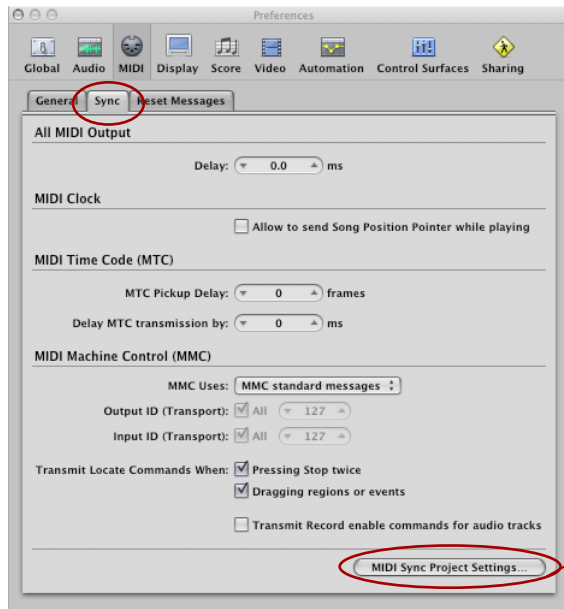 Preferences
Global Audio MIDI Display Score Video Automation Control Surfaces Sharing
General Sync Reset Messages
All MIDI Output
Delay: 0.0 ms
MIDI Clock
Allow to send Song Position Pointer while playing
MIDI Time Code (MTC)
MTC Pickup Delay: 0 frames
Delay MTC transmission by: 0 ms
MIDI Machine Control (MMC)
MMC Uses: MMC standard messages
Output ID (Transport): All 127
Input ID (Transport): All 127
Transmit Locate Commands When: Pressing Stop twice
Dragging regions or events
Transmit Record enable commands for audio tracks
MIDI Sync Project Settings...